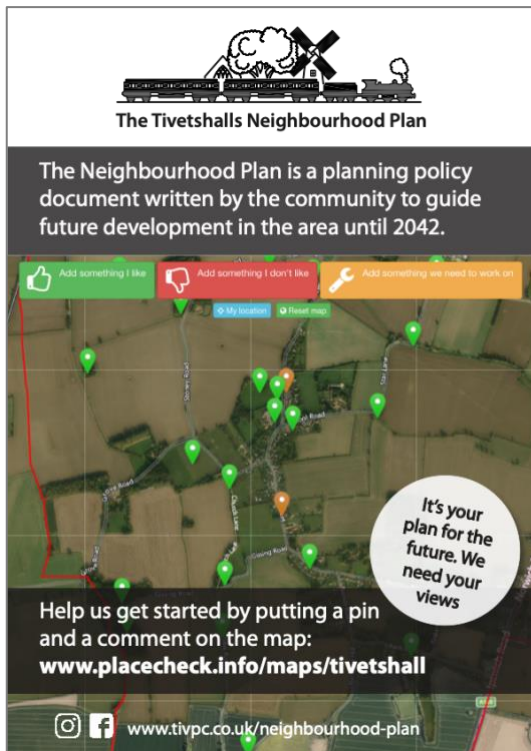 The Tivetshalls Neighbourhood Plan
The Neighbourhood Plan is a planning policy
document written by the community to guide
future development in the area until 2042.
Add something I like
Add something I don't like
Add something we need to work on
My location
Reset map
Church Lane
It's your
plan for the
future. We
need your
views
Help us get started by putting a pin
and a comment on the map:
www.placecheck.info/maps/tivetshall
www.tivpc.co.uk/neighbourhood-plan